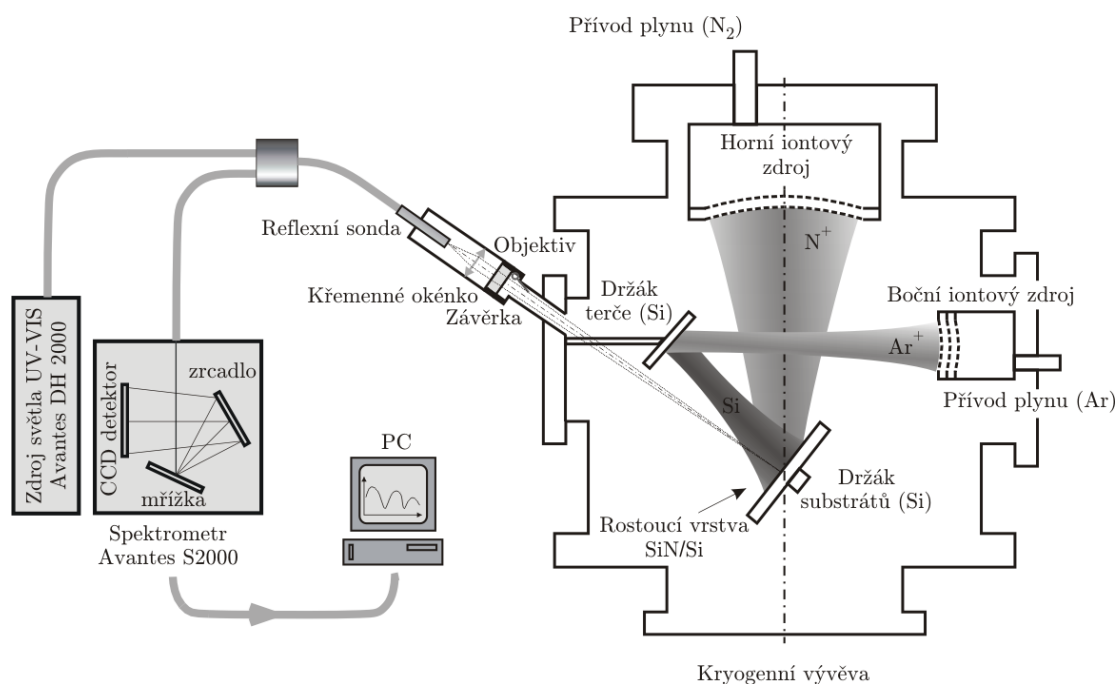 Přívod plynu (N₂)
Horní iontový
zdroj
N⁺
Reflexní sonda
Objektiv
Křemenné okénko
Závěrka
Držák
terče (Si)
Boční iontový zdroj
Ar⁺
Přívod plynu (Ar)
Si
Zdroj světla UV-VIS
Avantes DH 2000
CCD detektor
zrcadlo
mřížka
Spektrometr
Avantes S2000
PC
Držák
substrátů (Si)
Rostoucí vrstva
SiN/Si
Kryogenní vývěva